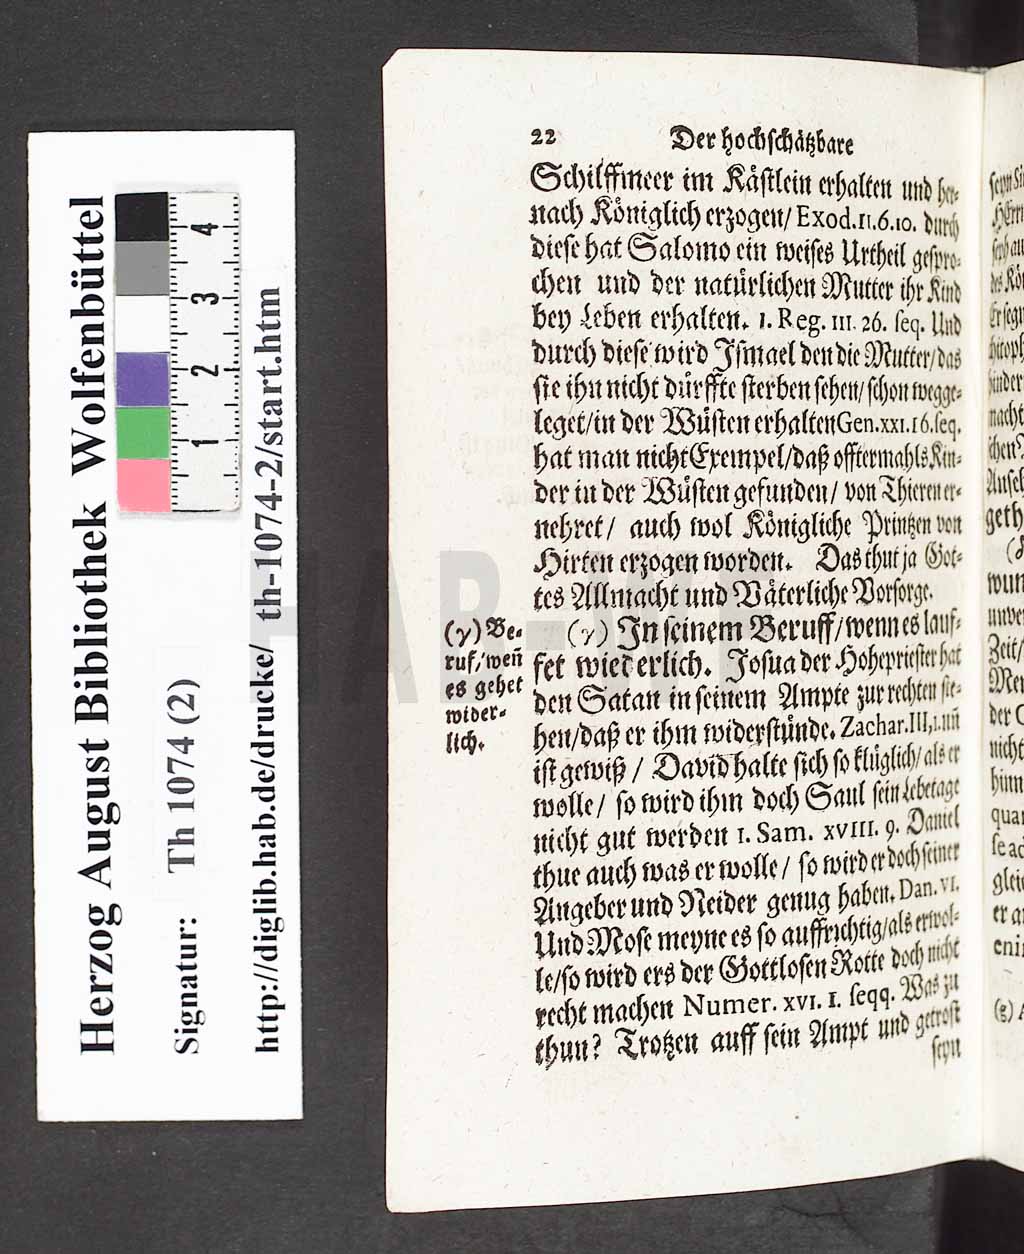 Herzog August Bibliothek Wolfenbüttel
Signatur: Th 1074 (2)
http://diglib.hab.de/drucke/ th-1074-2/start.htm
1 2 3 4
22 Der hochschätzbare
Schilffmeer im Kästlein erhalten und her-
nach Königlich erzogen/ Exod.II.6.10. durch
diese hat Salomo ein weises Urtheil gespro-
chen und der natürlichen Mutter ihr Kind
bey Leben erhalten. 1. Reg. III. 26. seq. Und
durch diese wird Ismael den die Mutter/das
sie ihn nicht dürffte sterben sehen/ schon wegge-
leget/in der Wüsten erhaltenGen.XXI.16.seq.
hat man nicht Exempel/daß offtermahls Kin-
der in der Wüsten gefunden/ von Thieren er-
nehret/ auch wol Königliche Printzen von
Hirten erzogen worden. Das thut ja Got-
tes Allmacht und Väterliche Vorsorge.
(γ) In seinem Beruff/wenn es lauf-
fet wiederlich. Josua der Hohepriester hat
den Satan in seinem Ampte zur rechten ste-
hen/daß er ihm widerstünde. Zachar.III,1.uñ
ist gewiß / David halte sich so klüglich/ als er
wolle/ so wird ihm doch Saul sein Lebetage
nicht gut werden 1. Sam. XVIII. 9. Daniel
thue auch was er wolle/ so wird er doch seiner
Angeber und Neider genug haben. Dan. VI.
Und Mose meyne es so auffrichtig/als er wol-
le/so wird ers der Gottlosen Rotte doch nicht
recht machen Numer. XVI. 1. seqq. Was zu
thun? Trotzen auff sein Ampt und getrost
seyn
(γ) Be-
ruf, weñ
es gehet
wider-
lich.
HAB